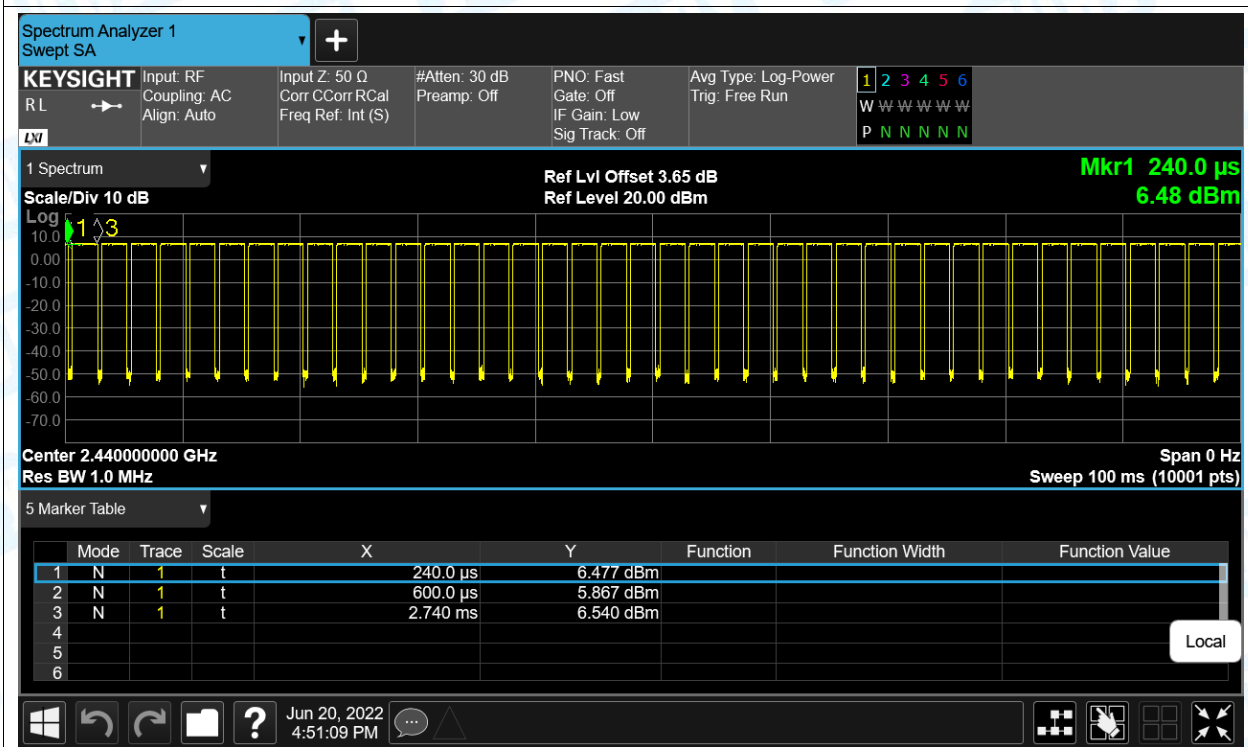 Spectrum Analyzer 1
Swept SA
KEYSIGHT
RL
LXI
Input: RF
Coupling: AC
Align: Auto
Input Z: 50 Ω
Corr CCorr RCal
Freq Ref: Int (S)
#Atten: 30 dB
Preamp: Off
PNO: Fast
Gate: Off
IF Gain: Low
Sig Track: Off
Avg Type: Log-Power
Trig: Free Run
1 2 3 4 5 6
W W W W W W
P N N N N N
1 Spectrum
Scale/Div 10 dB
Ref Lvl Offset 3.65 dB
Ref Level 20.00 dBm
Mkr1 240.0 µs
6.48 dBm
Log
1 3
10.0
0.00
-10.0
-20.0
-30.0
-40.0
-50.0
-60.0
-70.0
Center 2.440000000 GHz
Span 0 Hz
Res BW 1.0 MHz
Sweep 100 ms (10001 pts)
5 Marker Table
Mode Trace Scale X Y Function Function Width Function Value
1 N 1 t 240.0 µs 6.477 dBm
2 N 1 t 600.0 µs 5.867 dBm
3 N 1 t 2.740 ms 6.540 dBm
4
5
6
Local
?
Jun 20, 2022
4:51:09 PM